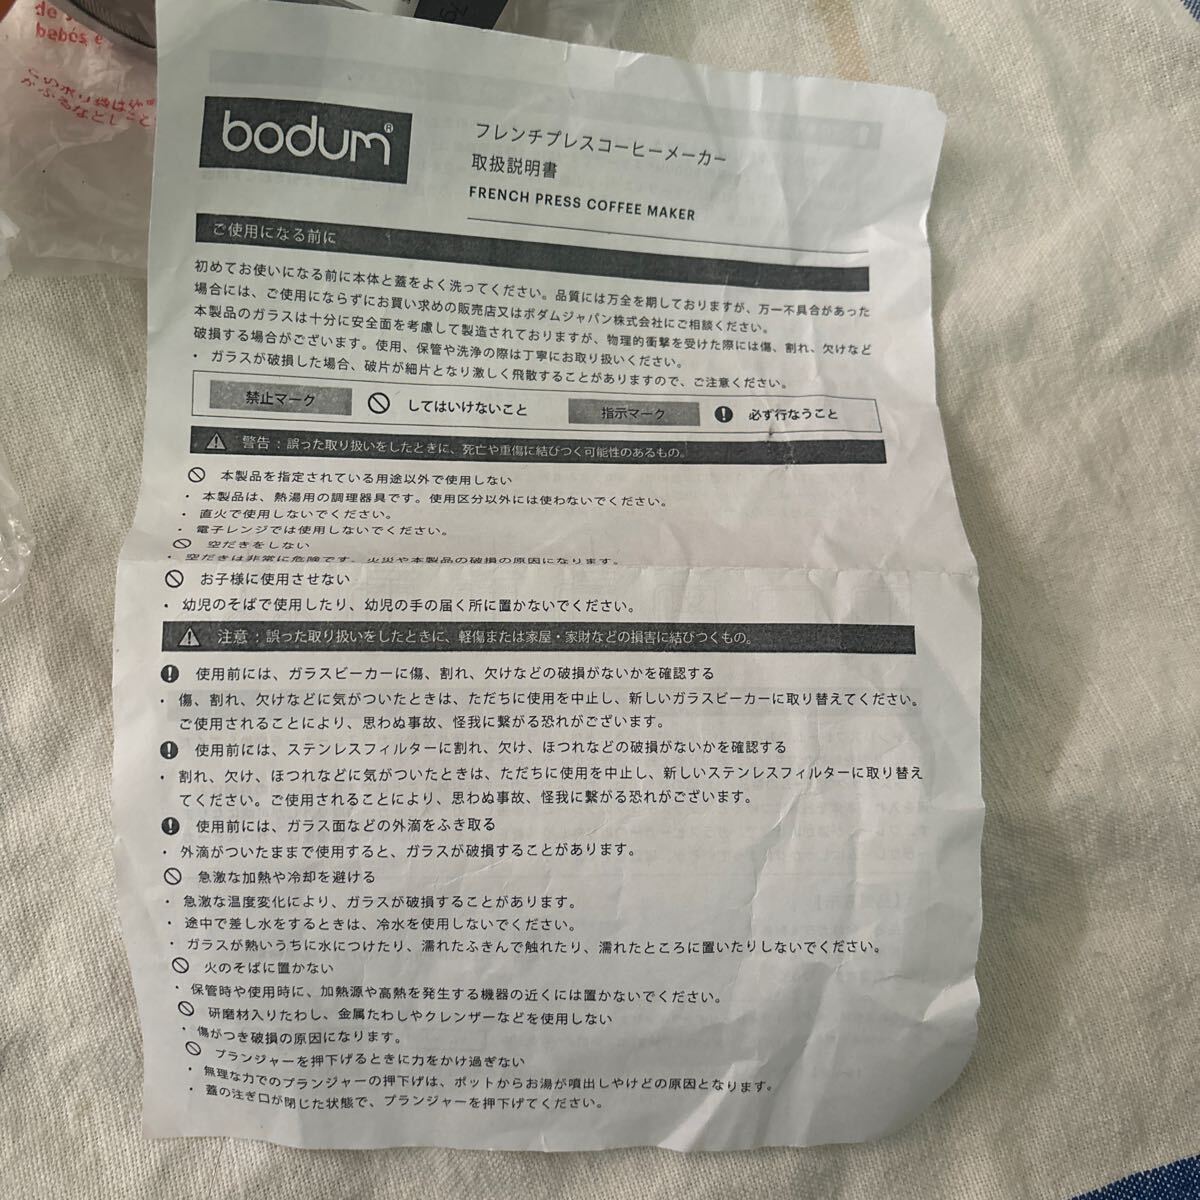 bebés e
bodum®
フレンチプレスコーヒーメーカー
取扱説明書
FRENCH PRESS COFFEE MAKER
ご使用になる前に
初めてお使いになる前に本体と蓋をよく洗ってください。品質には万全を期しておりますが、万一不具合があった
場合には、ご使用にならずにお買い求めの販売店又はボダムジャパン株式会社にご相談ください。
本製品のガラスは十分に安全面を考慮して製造されておりますが、物理的衝撃を受けた際には傷、割れ、欠けなど
破損する場合がございます。使用、保管や洗浄の際は丁寧にお取り扱いください。
・ガラスが破損した場合、破片が細片となり激しく飛散することがありますので、ご注意ください。
禁止マーク してはいけないこと 指示マーク 必ず行なうこと
警告：誤った取り扱いをしたときに、死亡や重傷に結びつく可能性のあるもの。
本製品を指定されている用途以外で使用しない
・本製品は、熱湯用の調理器具です。使用区分以外には使わないでください。
・直火で使用しないでください。
・電子レンジでは使用しないでください。
空だきをしない
・空だきは非常に危険です。火災や本製品の破損の原因になります。
お子様に使用させない
・幼児のそばで使用したり、幼児の手の届く所に置かないでください。
注意：誤った取り扱いをしたときに、軽傷または家屋・家財などの損害に結びつくもの。
使用前には、ガラスビーカーに傷、割れ、欠けなどの破損がないかを確認する
・傷、割れ、欠けなどに気がついたときは、ただちに使用を中止し、新しいガラスビーカーに取り替えてください。
ご使用されることにより、思わぬ事故、怪我に繋がる恐れがございます。
使用前には、ステンレスフィルターに割れ、欠け、ほつれなどの破損がないかを確認する
・割れ、欠け、ほつれなどに気がついたときは、ただちに使用を中止し、新しいステンレスフィルターに取り替え
てください。ご使用されることにより、思わぬ事故、怪我に繋がる恐れがございます。
使用前には、ガラス面などの外滴をふき取る
・外滴がついたままで使用すると、ガラスが破損することがあります。
急激な加熱や冷却を避ける
・急激な温度変化により、ガラスが破損することがあります。
・途中で差し水をするときは、冷水を使用しないでください。
・ガラスが熱いうちに水につけたり、濡れたふきんで触れたり、濡れたところに置いたりしないでください。
火のそばに置かない
・保管時や使用時に、加熱源や高熱を発生する機器の近くには置かないでください。
研磨材入りたわし、金属たわしやクレンザーなどを使用しない
・傷がつき破損の原因になります。
プランジャーを押下げるときに力をかけ過ぎない
・無理な力でのプランジャーの押下げは、ポットからお湯が噴出しやけどの原因となります。
・蓋の注ぎ口が閉じた状態で、プランジャーを押下げてください。